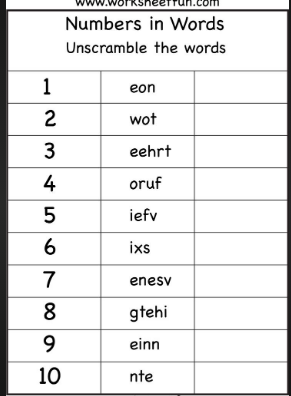 www.worksheetfun.com
Numbers in Words
Unscramble the words
1 eon
2 wot
3 eehrt
4 oruf
5 iefv
6 ixs
7 enesv
8 gtehi
9 einn
10 nte